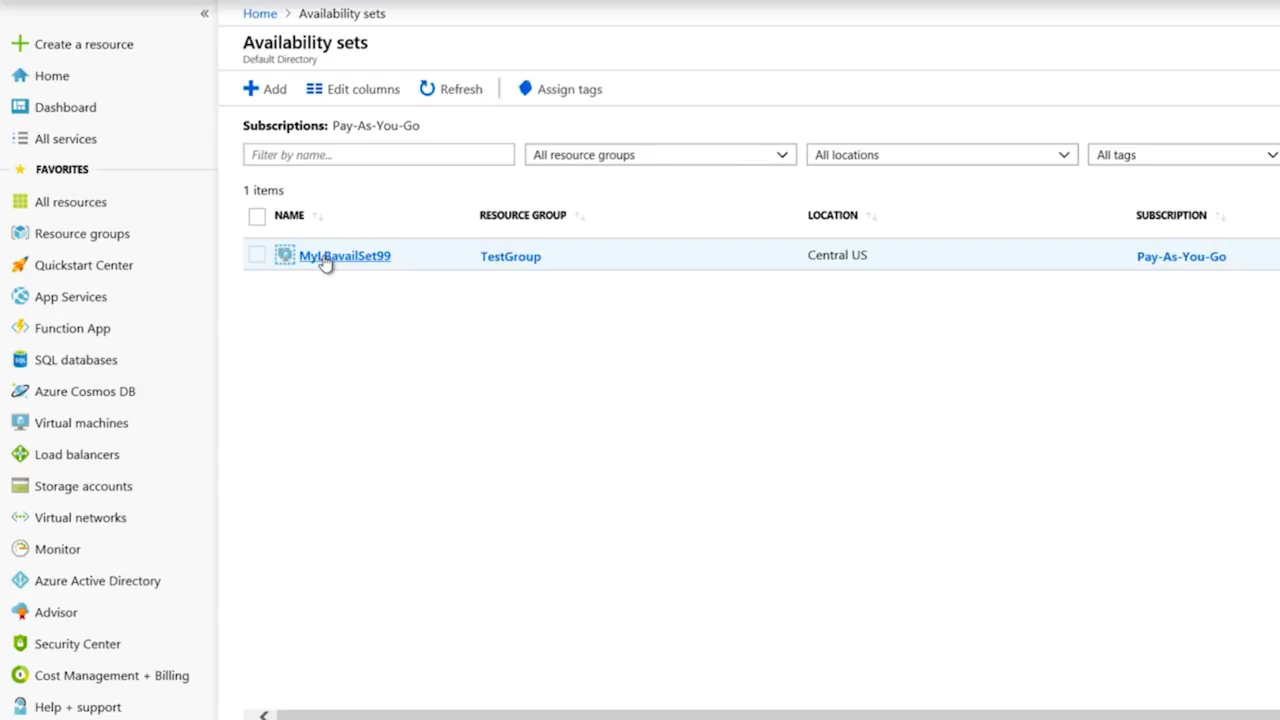 «
Home > Availability sets
Create a resource
Home
Dashboard
All services
FAVORITES
All resources
Resource groups
Quickstart Center
App Services
Function App
SQL databases
Azure Cosmos DB
Virtual machines
Load balancers
Storage accounts
Virtual networks
Monitor
Azure Active Directory
Advisor
Security Center
Cost Management + Billing
Help + support
Availability sets
Default Directory
Add Edit columns Refresh Assign tags
Subscriptions: Pay-As-You-Go
Filter by name... All resource groups All locations All tags
1 items
NAME RESOURCE GROUP LOCATION SUBSCRIPTION
MyLBavailSet99 TestGroup Central US Pay-As-You-Go